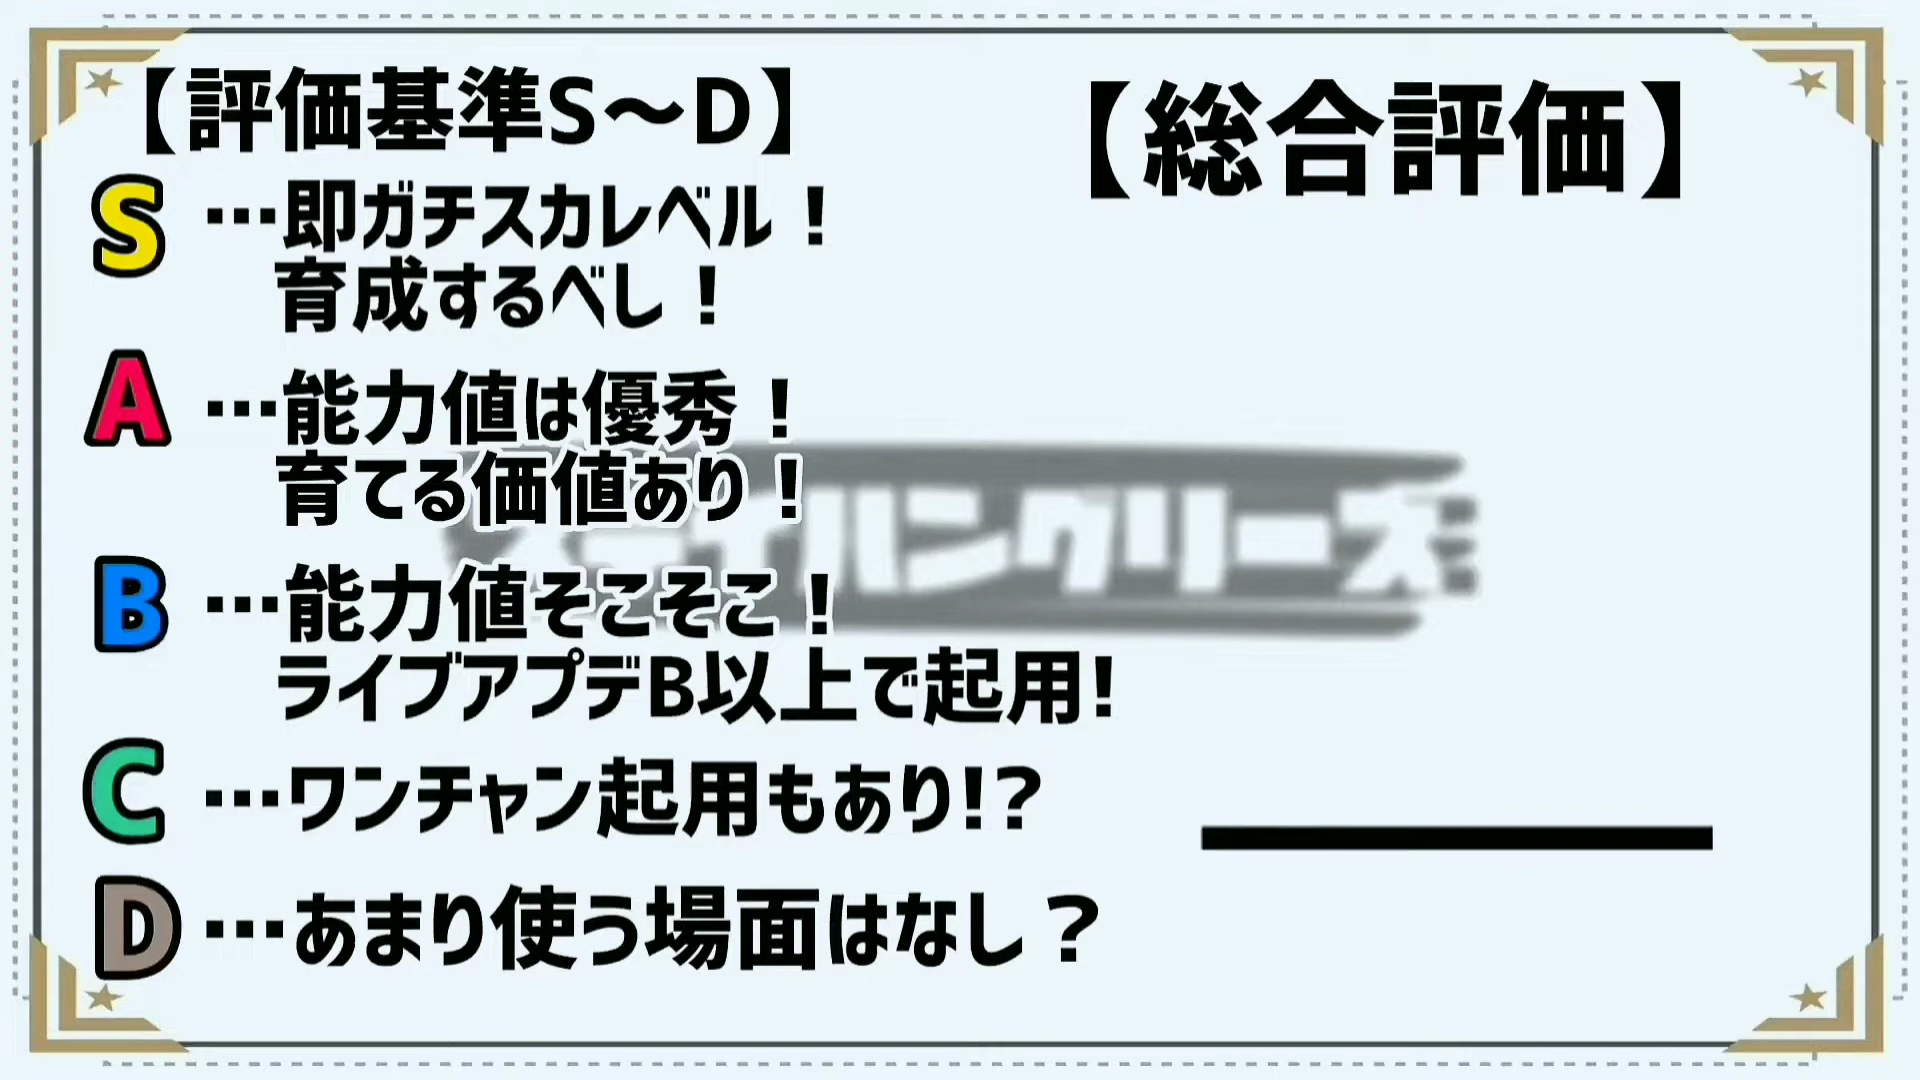 【評価基準S～D】
【総合評価】
S …即ガチスカレベル！
育成するべし！
A …能力値は優秀！
育てる価値あり！
B …能力値そこそこ！
ライブアプデB以上で起用!
C …ワンチャン起用もあり!?
D …あまり使う場面はなし？